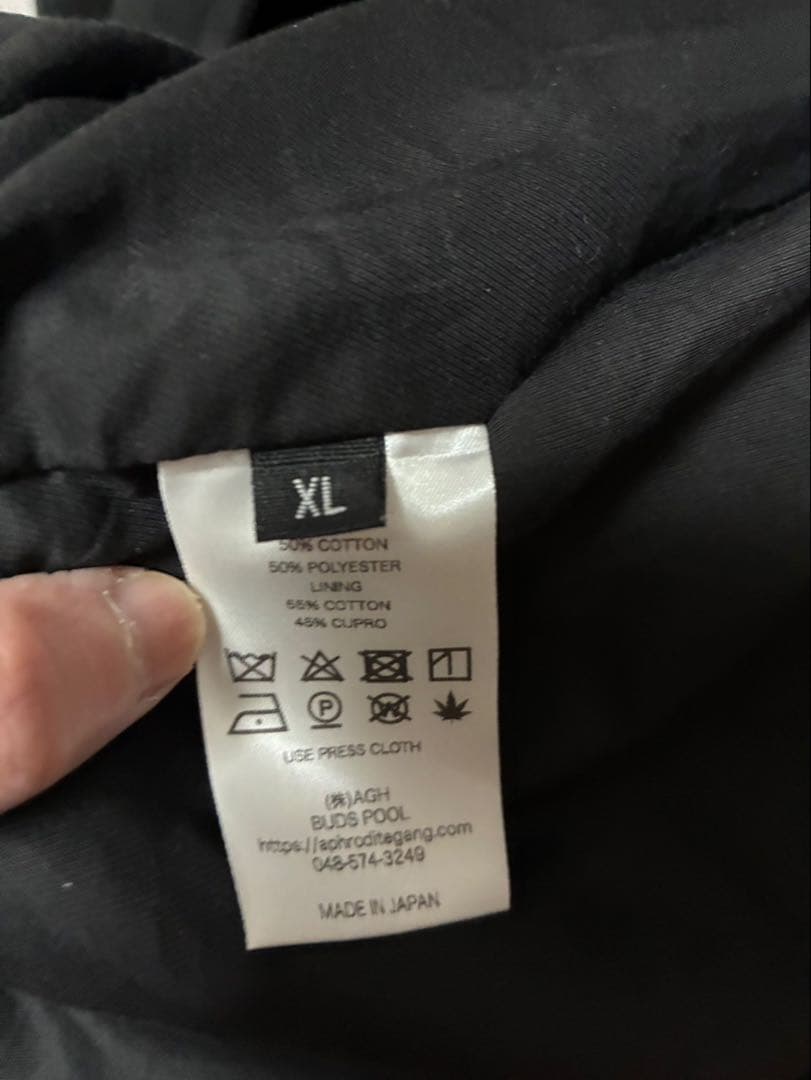 XL
50% COTTON
50% POLYESTER
LINING
55% COTTON
45% CUPRO
P
W
USE PRESS CLOTH
(株)AGH
BUDS POOL
https://aphroditegang.com
048-574-3249
MADE IN JAPAN